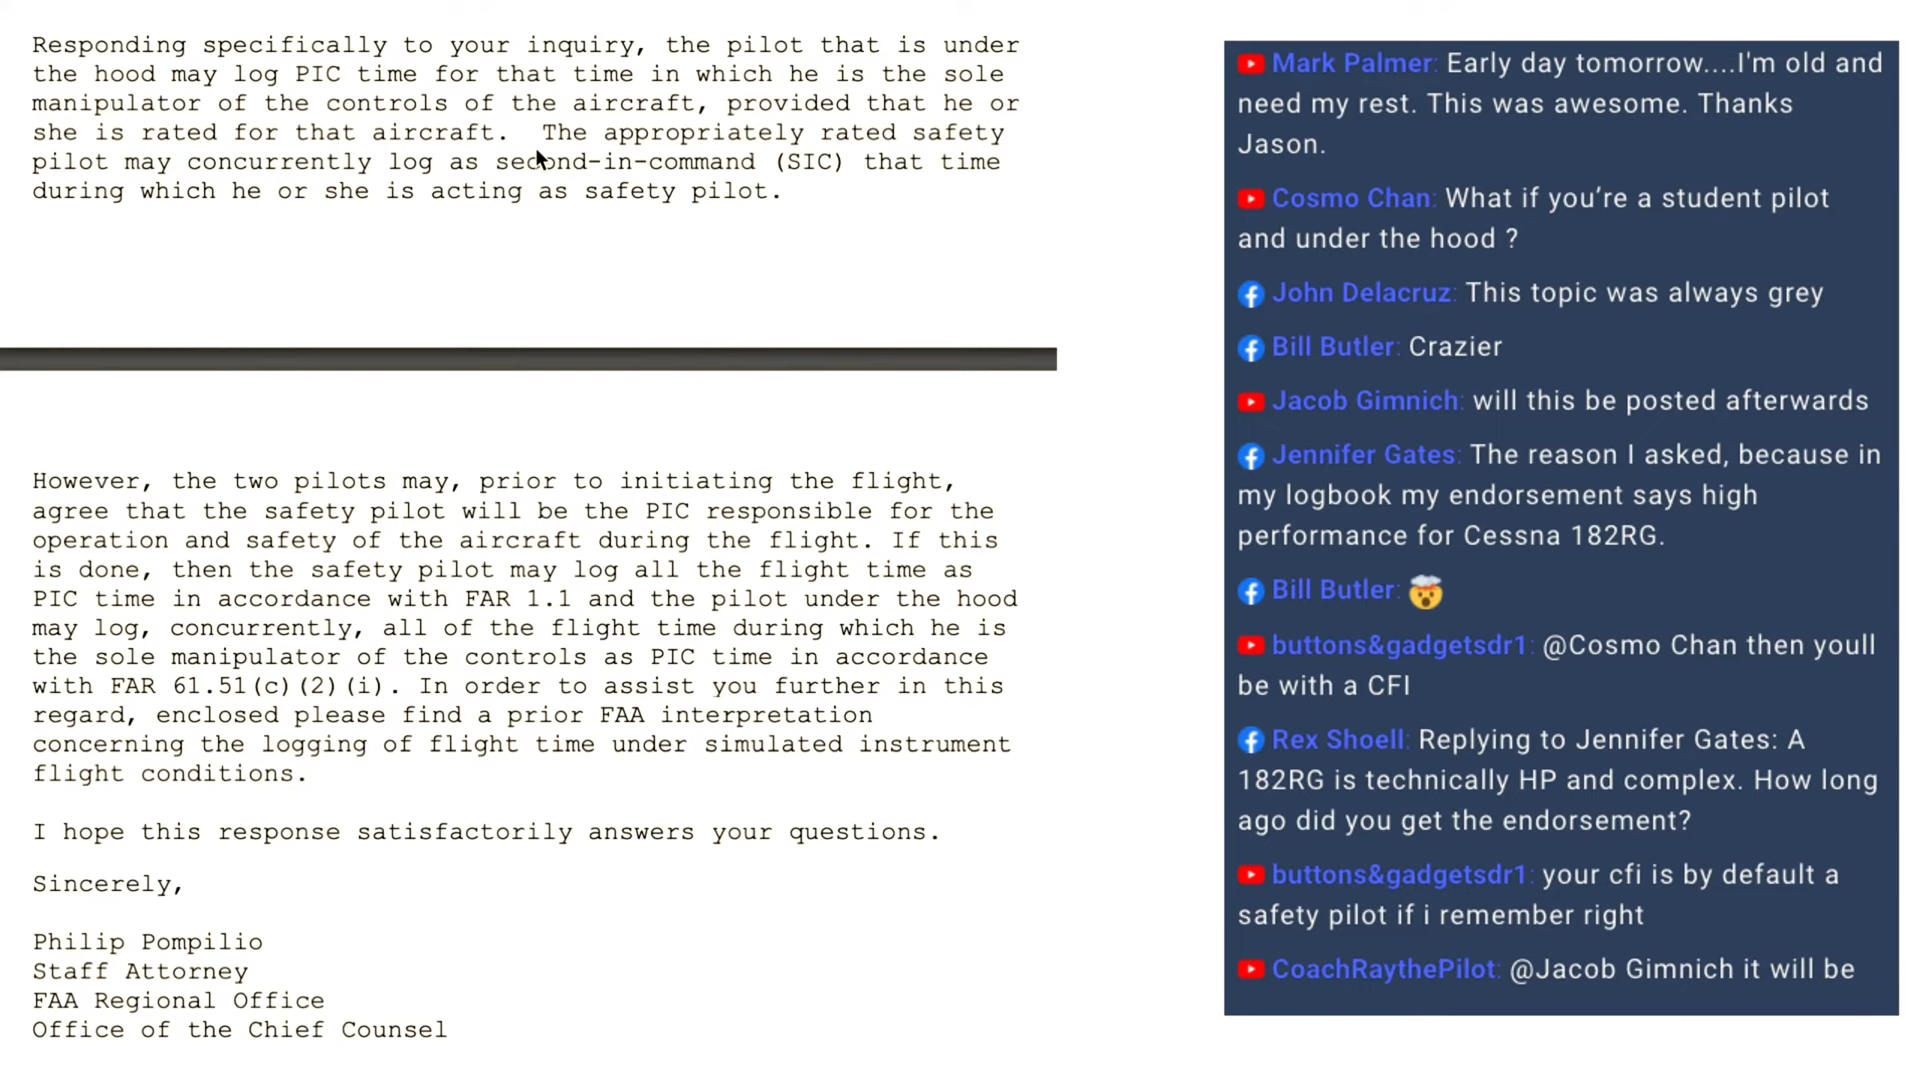 Responding specifically to your inquiry, the pilot that is under
the hood may log PIC time for that time in which he is the sole
manipulator of the controls of the aircraft, provided that he or
she is rated for that aircraft. The appropriately rated safety
pilot may concurrently log as second-in-command (SIC) that time
during which he or she is acting as safety pilot.
However, the two pilots may, prior to initiating the flight,
agree that the safety pilot will be the PIC responsible for the
operation and safety of the aircraft during the flight. If this
is done, then the safety pilot may log all the flight time as
PIC time in accordance with FAR 1.1 and the pilot under the hood
may log, concurrently, all of the flight time during which he is
the sole manipulator of the controls as PIC time in accordance
with FAR 61.51(c)(2)(i). In order to assist you further in this
regard, enclosed please find a prior FAA interpretation
concerning the logging of flight time under simulated instrument
flight conditions.
I hope this response satisfactorily answers your questions.
Sincerely,
Philip Pompilio
Staff Attorney
FAA Regional Office
Office of the Chief Counsel
Mark Palmer: Early day tomorrow....I'm old and
need my rest. This was awesome. Thanks
Jason.
Cosmo Chan: What if you’re a student pilot
and under the hood ?
John Delacruz: This topic was always grey
Bill Butler: Crazier
Jacob Gimnich: will this be posted afterwards
Jennifer Gates: The reason I asked, because in
my logbook my endorsement says high
performance for Cessna 182RG.
Bill Butler: 🤯
buttons&gadgetsdr1: @Cosmo Chan then youll
be with a CFI
Rex Shoell: Replying to Jennifer Gates: A
182RG is technically HP and complex. How long
ago did you get the endorsement?
buttons&gadgetsdr1: your cfi is by default a
safety pilot if i remember right
CoachRaythePilot: @Jacob Gimnich it will be